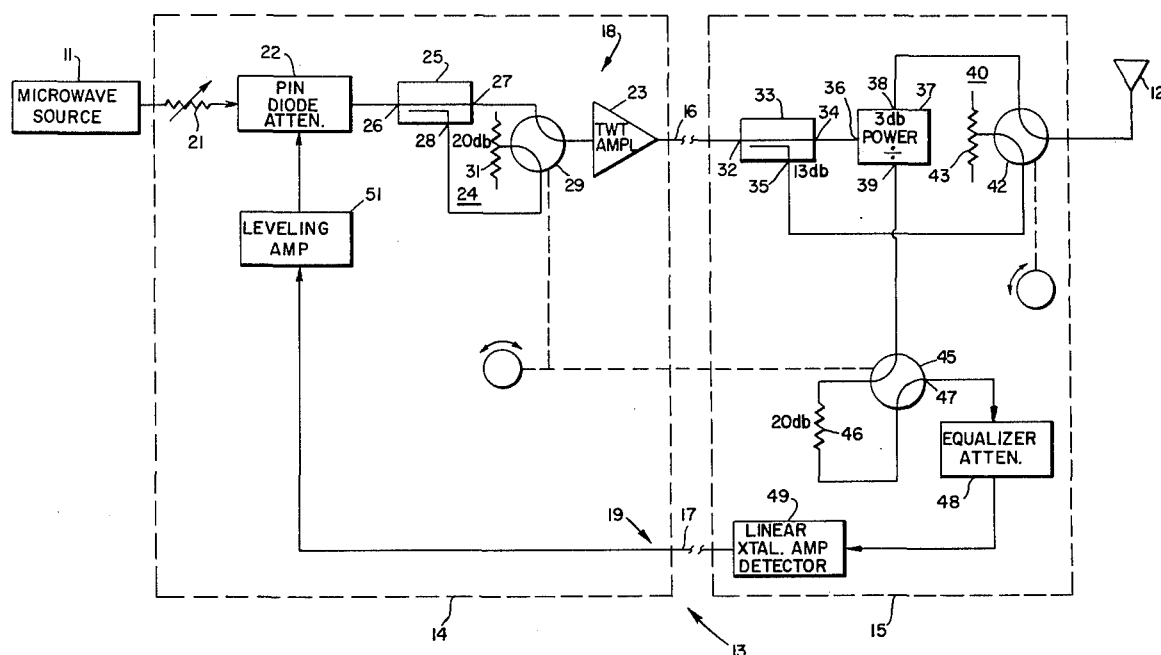 11
MICROWAVE
SOURCE
21
22
PIN
DIODE
ATTEN.
25
26
27
28
20db
31
24
29
18
23
TWT
AMPL
16
33
32
34
35
13db
36
38
37
3db
POWER
÷
39
40
43
42
12
51
LEVELING
AMP
45
47
20db
46
EQUALIZER
ATTEN.
48
49
LINEAR
XTAL. AMP
DETECTOR
19
17
14
13
15